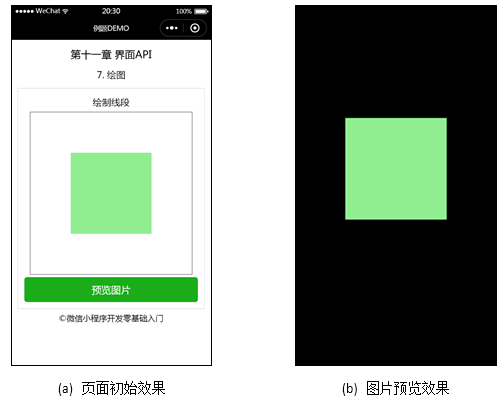 ●●●●● WeChat 20:30 100%
例题DEMO
第十一章 界面API
7. 绘图
绘制线段
预览图片
©微信小程序开发零基础入门
(a) 页面初始效果
(b) 图片预览效果